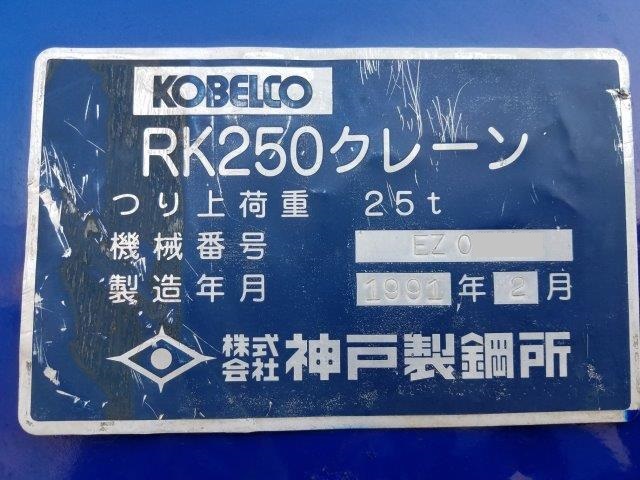 KOBELCO
RK250クレーン
つり上荷重 25t
機械番号 EZ0
製造年月 1991年2月
株式会社 神戸製鋼所